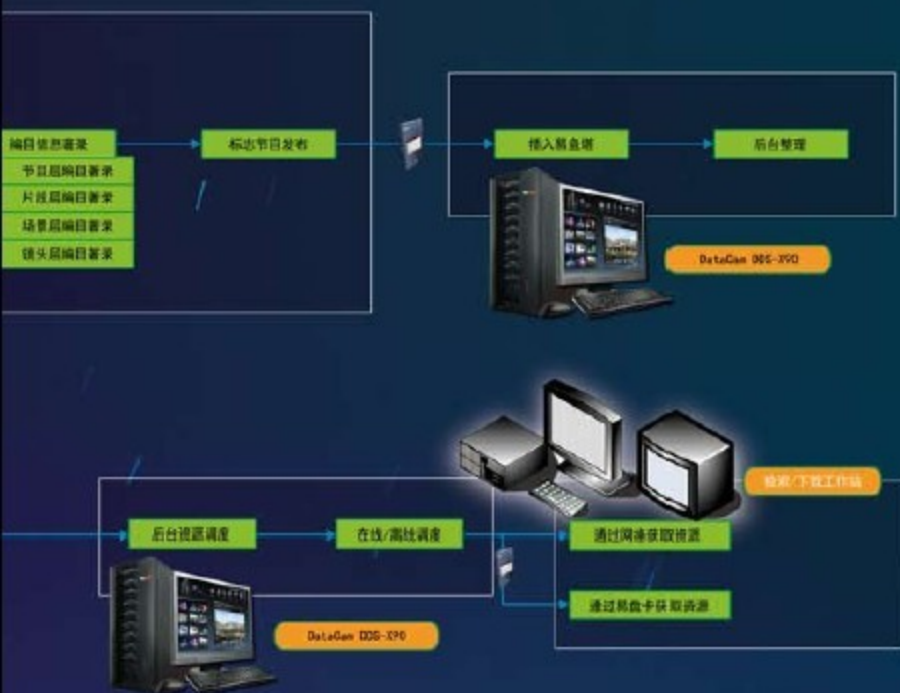 编目信息著录
标志节目发布
插入易盘塔
后台整理
节目层编目著录
片段层编目著录
场景层编目著录
镜头层编目著录
DataCam DDS-X90
检索/下载工作站
后台资源调度
在线/离线调度
通过网络获取资源
通过易盘卡获取资源
DataCam DDS-X90